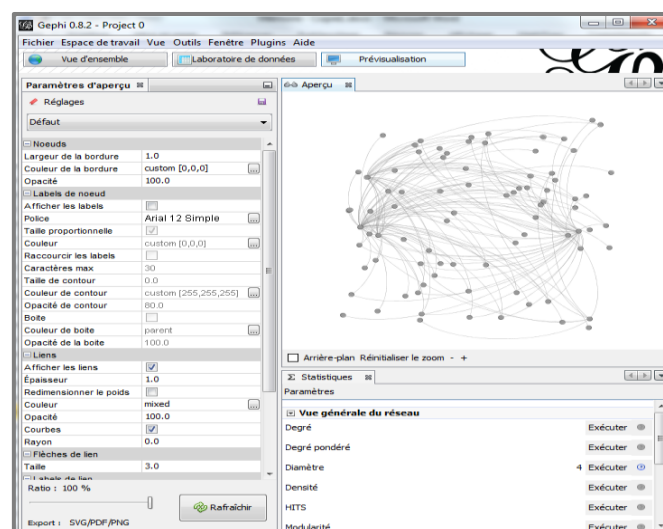 Gephi 0.8.2 - Project 0
Fichier Espace de travail Vue Outils Fenêtre Plugins Aide
Vue d'ensemble
Laboratoire de données
Prévisualisation
Paramètres d'aperçu
Réglages
Défaut
Noeuds
Largeur de la bordure 1.0
Couleur de la bordure custom [0,0,0] ...
Opacité 100.0
Labels de noeud
Afficher les labels
Police Arial 12 Simple ...
Taille proportionnelle
Couleur custom [0,0,0] ...
Raccourcir les labels
Caractères max 30
Taille de contour 0.0
Couleur de contour custom [255,255,255] ...
Opacité de contour 80.0
Boite
Couleur de boite parent ...
Opacité de la boite 100.0
Liens
Afficher les liens
Épaisseur 1.0
Redimensionner le poids
Couleur mixed ...
Opacité 100.0
Courbes
Rayon 0.0
Flèches de lien
Taille 3.0
Labels de lien
Ratio : 100 %
Rafraîchir
Export : SVG/PDF/PNG
Aperçu
Arrière-plan Réinitialiser le zoom - +
Σ Statistiques
Paramètres
Vue générale du réseau
Degré Exécuter
Degré pondéré Exécuter
Diamètre 4 Exécuter
Densité Exécuter
HITS Exécuter
Modularité Exécuter